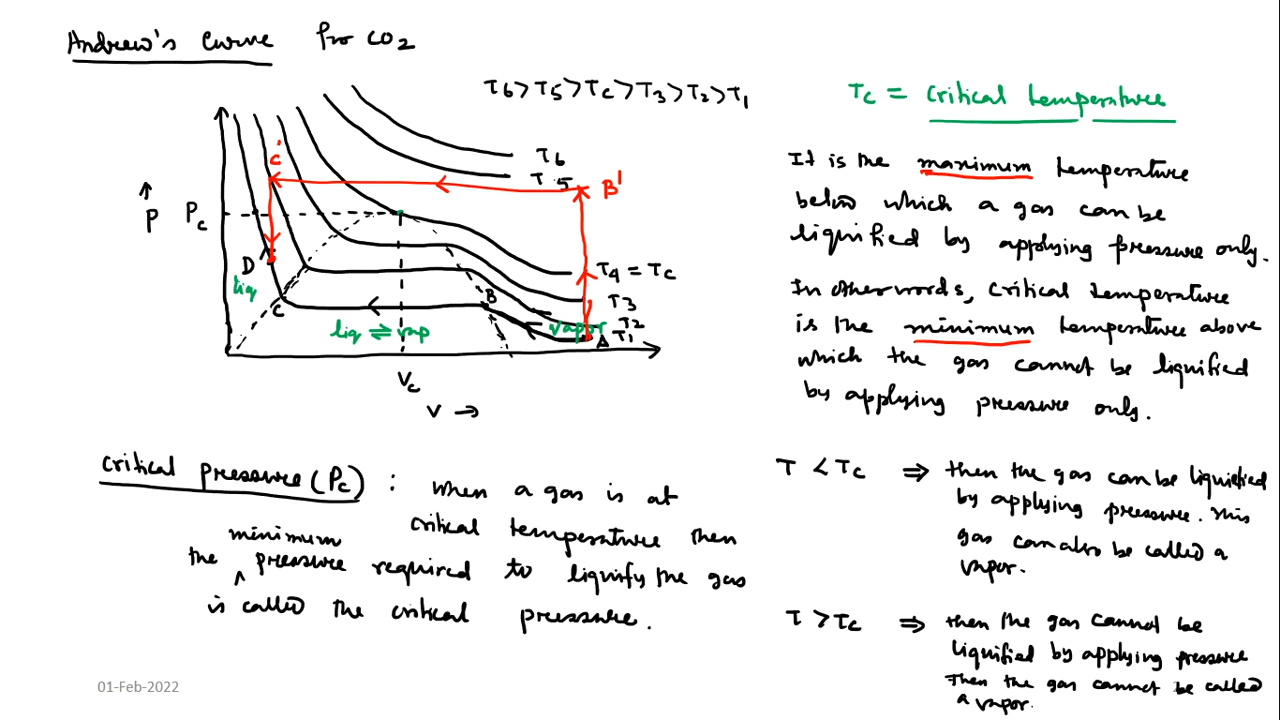 Andrew's Curve for CO2
T6 > T5 > Tc > T3 > T2 > T1
Tc = critical temperature
It is the maximum temperature
below which a gas can be
liquified by applying pressure only.
In other words, critical temperature
is the minimum temperature above
which the gas cannot be liquified
by applying pressure only.
T6
T5
C'
B'
P
Pc
D
liq
T4 = Tc
T3
T2
C
B
liq ⇌ vap
vapor
A T1
Vc
V →
critical pressure (Pc) : when a gas is at
critical temperature then
minimum
the ^ pressure required to liquify the gas
is called the critical pressure.
T < Tc ⇒ then the gas can be liquified
by applying pressure. This
gas can also be called a
vapor.
T > Tc ⇒ then the gas cannot be
liquified by applying pressure
Then the gas cannot be called
a vapor.
01-Feb-2022